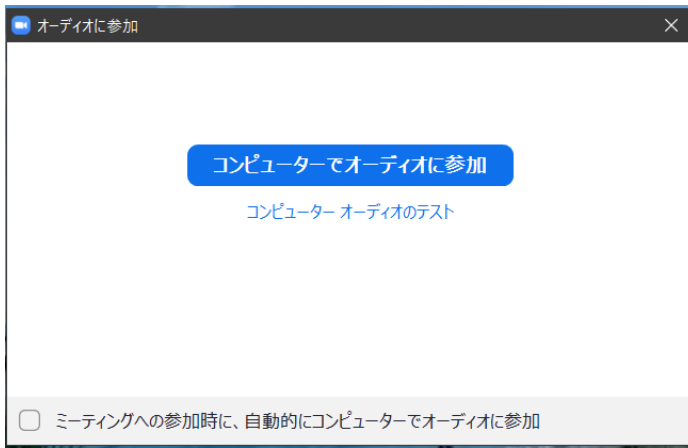 オーディオに参加
コンピューターでオーディオに参加
コンピューター オーディオのテスト
ミーティングへの参加時に、自動的にコンピューターでオーディオに参加